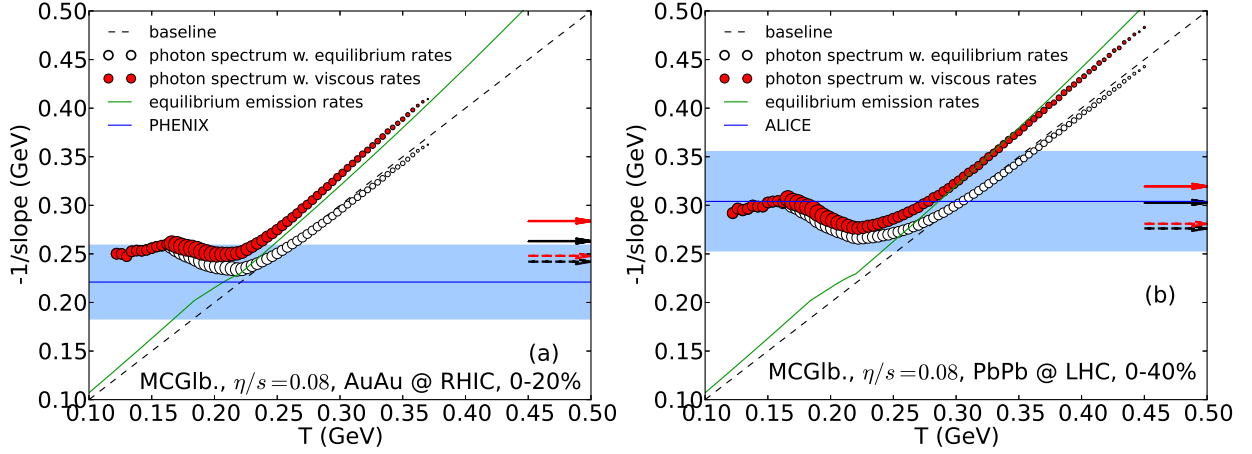 0.50
0.45
0.40
0.35
0.30
0.25
0.20
0.10
-1/slope (GeV)
baseline
photon spectrum w. equilibrium rates
photon spectrum w. viscous rates
equilibrium emission rates
PHENIX
(a)
MCGlb., η/s=0.08, AuAu @ RHIC, 0-20%
0.10 0.15 0.20 0.25 0.30 0.35 0.40 0.45 0.50
T (GeV)
0.50
0.45
0.40
0.35
0.30
0.25
0.20
0.15
0.10
-1/slope (GeV)
baseline
photon spectrum w. equilibrium rates
photon spectrum w. viscous rates
equilibrium emission rates
ALICE
(b)
MCGlb., η/s=0.08, PbPb @ LHC, 0-40%
0.10 0.15 0.20 0.25 0.30 0.35 0.40 0.45 0.50
T (GeV)